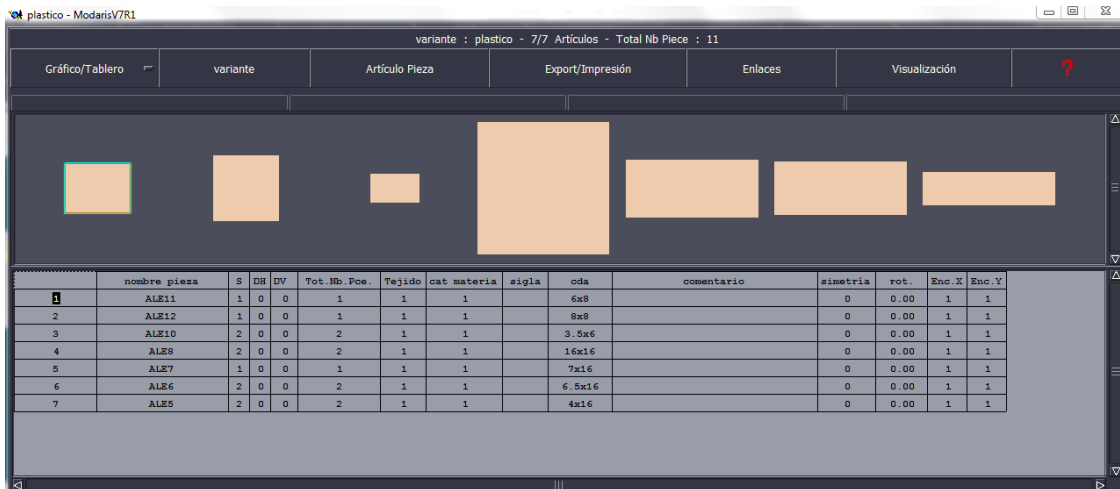 plastico - ModarisV7R1
variante : plastico - 7/7 Artículos - Total Nb Piece : 11
Gráfico/Tablero variante Artículo Pieza Export/Impresión Enlaces Visualización ?
nombre pieza S DH DV Tot.Nb.Pce. Tejido cat materia sigla cda comentario simetría rot. Enc.X Enc.Y
1 ALE11 1 0 0 1 1 1 6x8 0 0.00 1 1
2 ALE12 1 0 0 1 1 1 8x8 0 0.00 1 1
3 ALE10 2 0 0 2 1 1 3.5x6 0 0.00 1 1
4 ALE8 2 0 0 2 1 1 16x16 0 0.00 1 1
5 ALE7 1 0 0 1 1 1 7x16 0 0.00 1 1
6 ALE6 2 0 0 2 1 1 6.5x16 0 0.00 1 1
7 ALE5 2 0 0 2 1 1 4x16 0 0.00 1 1